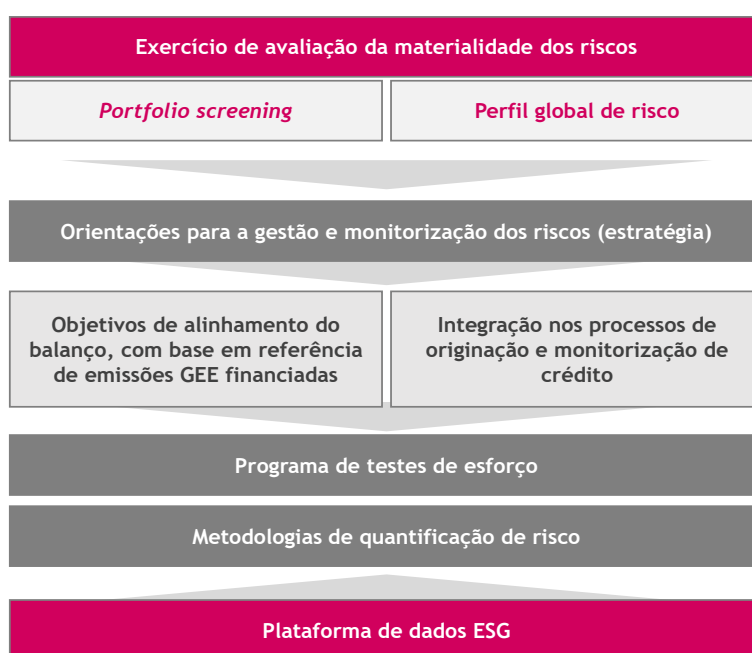 Exercício de avaliação da materialidade dos riscos
Portfolio screening
Perfil global de risco
Orientações para a gestão e monitorização dos riscos (estratégia)
Objetivos de alinhamento do
balanço, com base em referência
de emissões GEE financiadas
Integração nos processos de
originação e monitorização de
crédito
Programa de testes de esforço
Metodologias de quantificação de risco
Plataforma de dados ESG